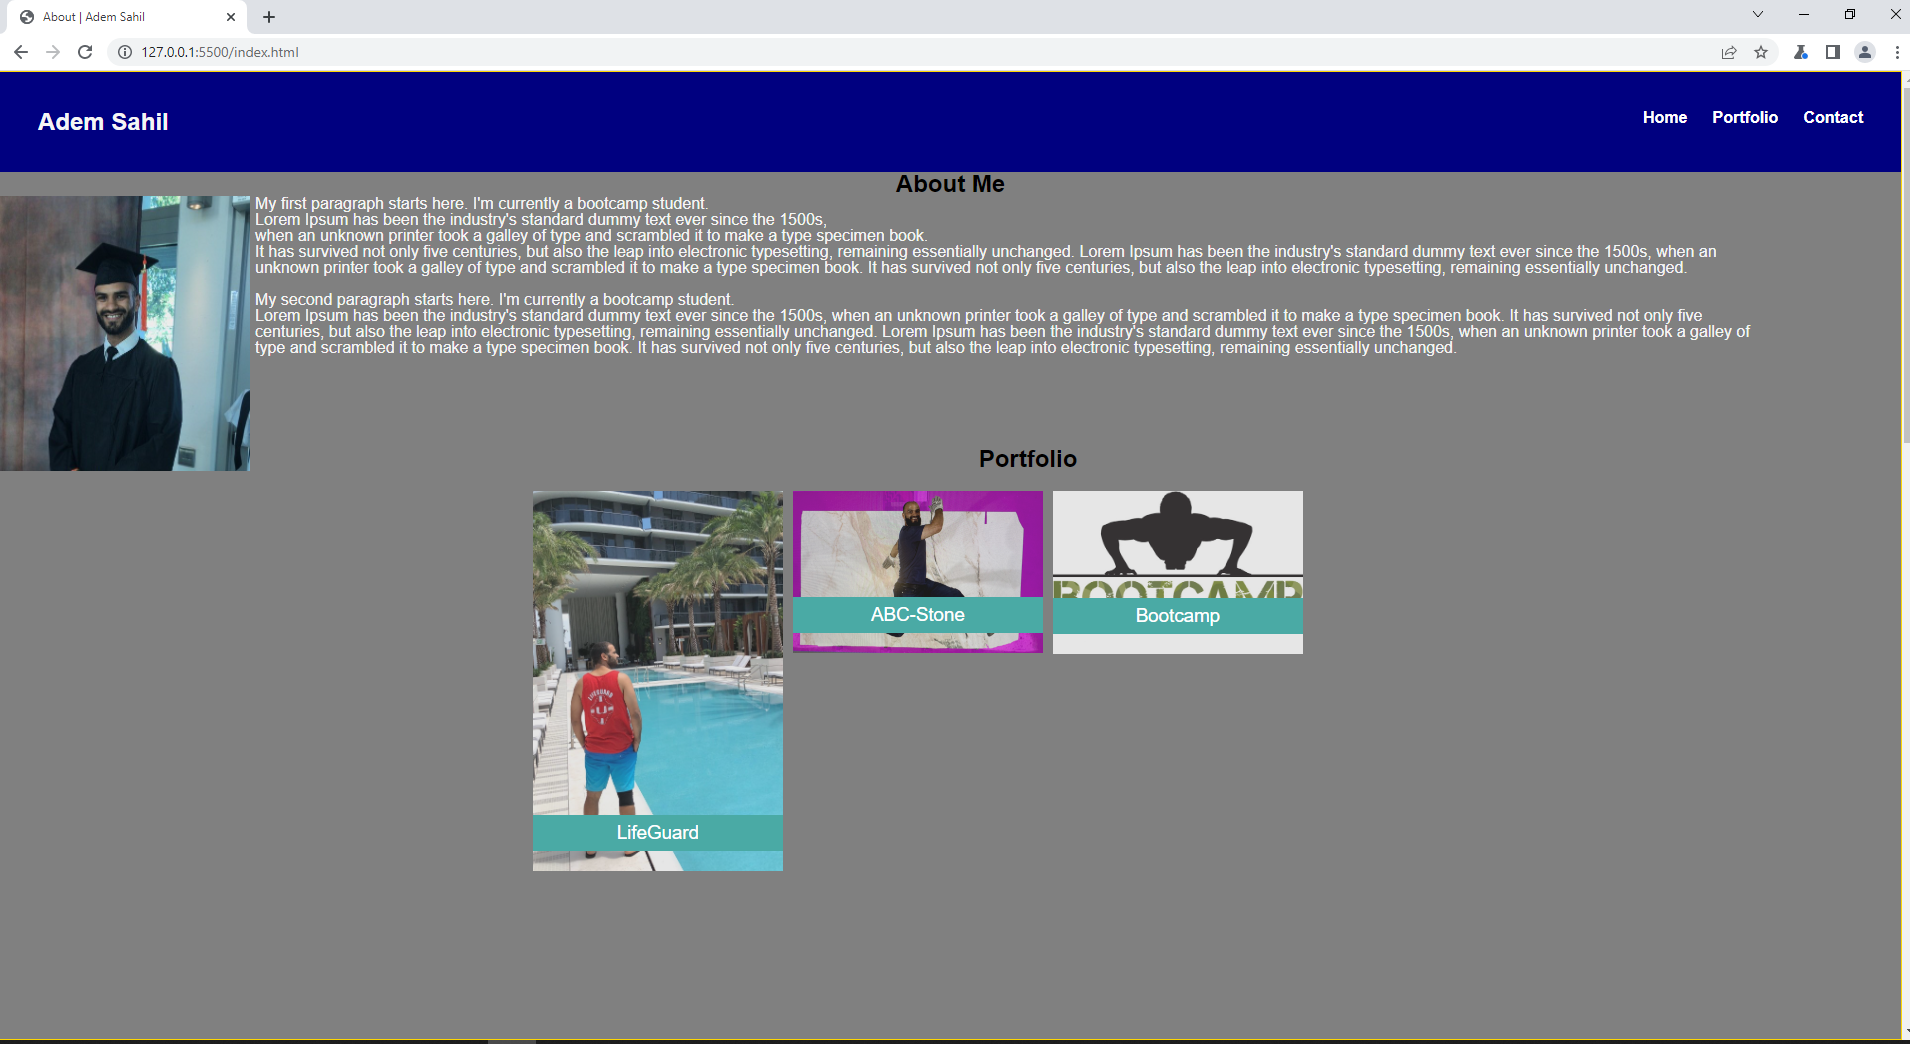 About | Adem Sahil
127.0.0.1:5500/index.html
Adem Sahil
Home Portfolio Contact
About Me
My first paragraph starts here. I'm currently a bootcamp student.
Lorem Ipsum has been the industry's standard dummy text ever since the 1500s,
when an unknown printer took a galley of type and scrambled it to make a type specimen book.
It has survived not only five centuries, but also the leap into electronic typesetting, remaining essentially unchanged. Lorem Ipsum has been the industry's standard dummy text ever since the 1500s, when an
unknown printer took a galley of type and scrambled it to make a type specimen book. It has survived not only five centuries, but also the leap into electronic typesetting, remaining essentially unchanged.
My second paragraph starts here. I'm currently a bootcamp student.
Lorem Ipsum has been the industry's standard dummy text ever since the 1500s, when an unknown printer took a galley of type and scrambled it to make a type specimen book. It has survived not only five
centuries, but also the leap into electronic typesetting, remaining essentially unchanged. Lorem Ipsum has been the industry's standard dummy text ever since the 1500s, when an unknown printer took a galley of
type and scrambled it to make a type specimen book. It has survived not only five centuries, but also the leap into electronic typesetting, remaining essentially unchanged.
Portfolio
LIFEGUARD
BOOTCAMP
ABC-Stone
Bootcamp
LifeGuard